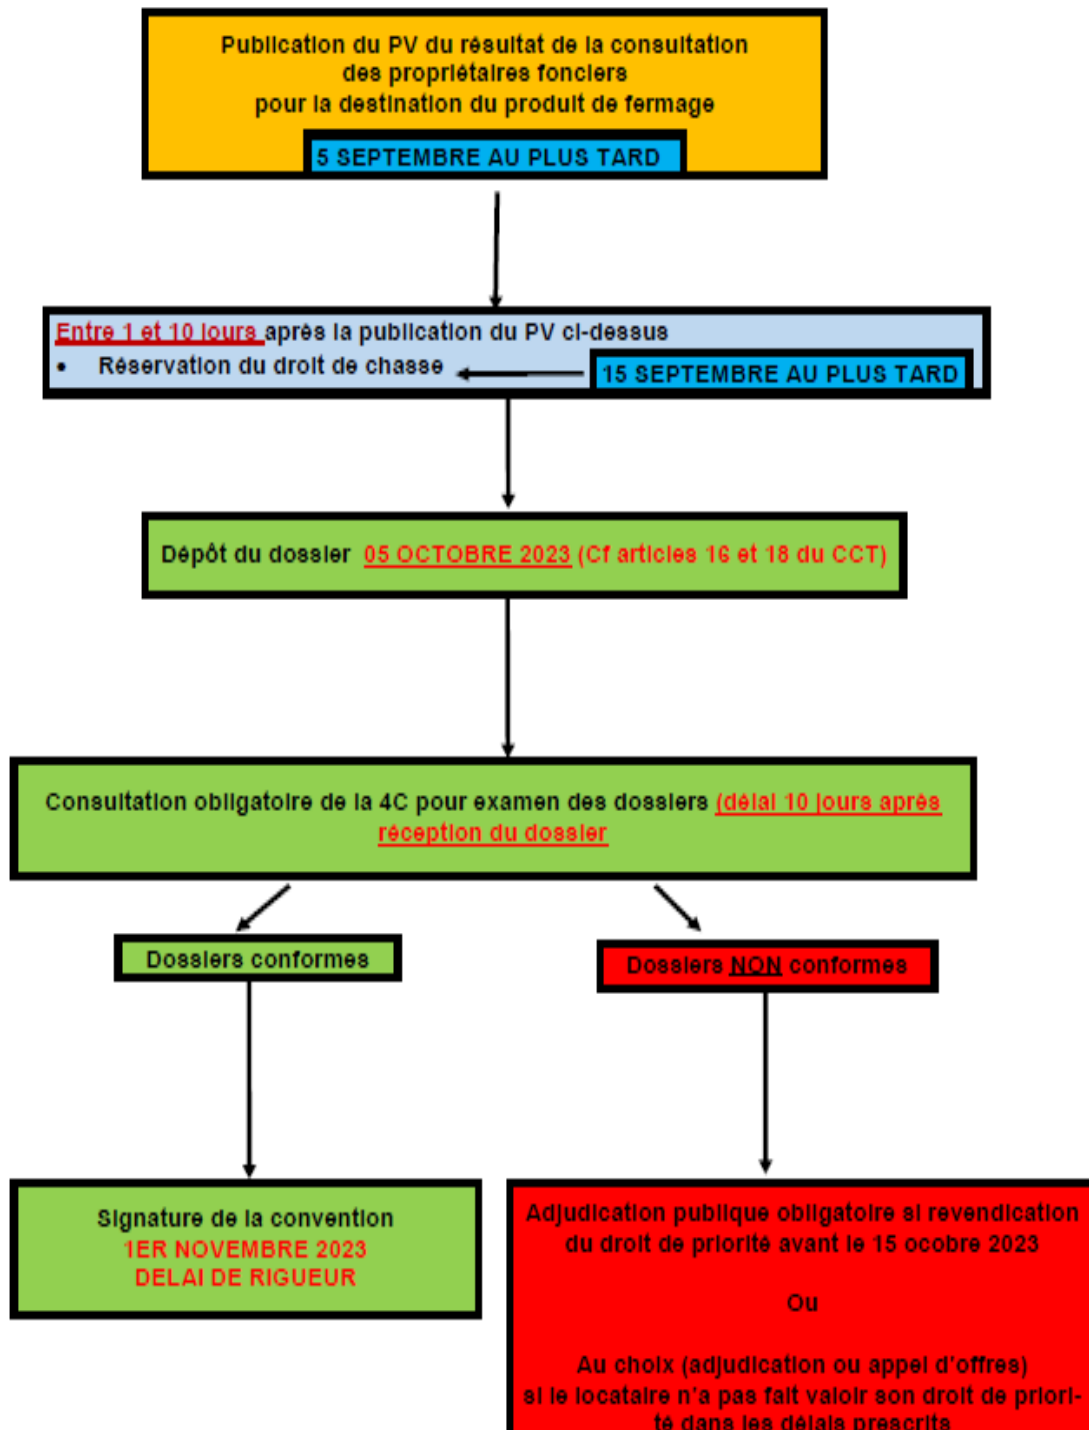 Publication du PV du résultat de la consultation
des propriétaires fonciers
pour la destination du produit de fermage
5 SEPTEMBRE AU PLUS TARD
Entre 1 et 10 jours après la publication du PV ci-dessus
• Réservation du droit de chasse
15 SEPTEMBRE AU PLUS TARD
Dépôt du dossier 05 OCTOBRE 2023 (Cf articles 16 et 18 du CCT)
Consultation obligatoire de la 4C pour examen des dossiers (délai 10 jours après
réception du dossier
Dossiers conformes
Dossiers NON conformes
Signature de la convention
1ER NOVEMBRE 2023
DELAI DE RIGUEUR
Adjudication publique obligatoire si revendication
du droit de priorité avant le 15 ocobre 2023
Ou
Au choix (adjudication ou appel d'offres)
si le locataire n'a pas fait valoir son droit de priori-
té dans les délais prescrits